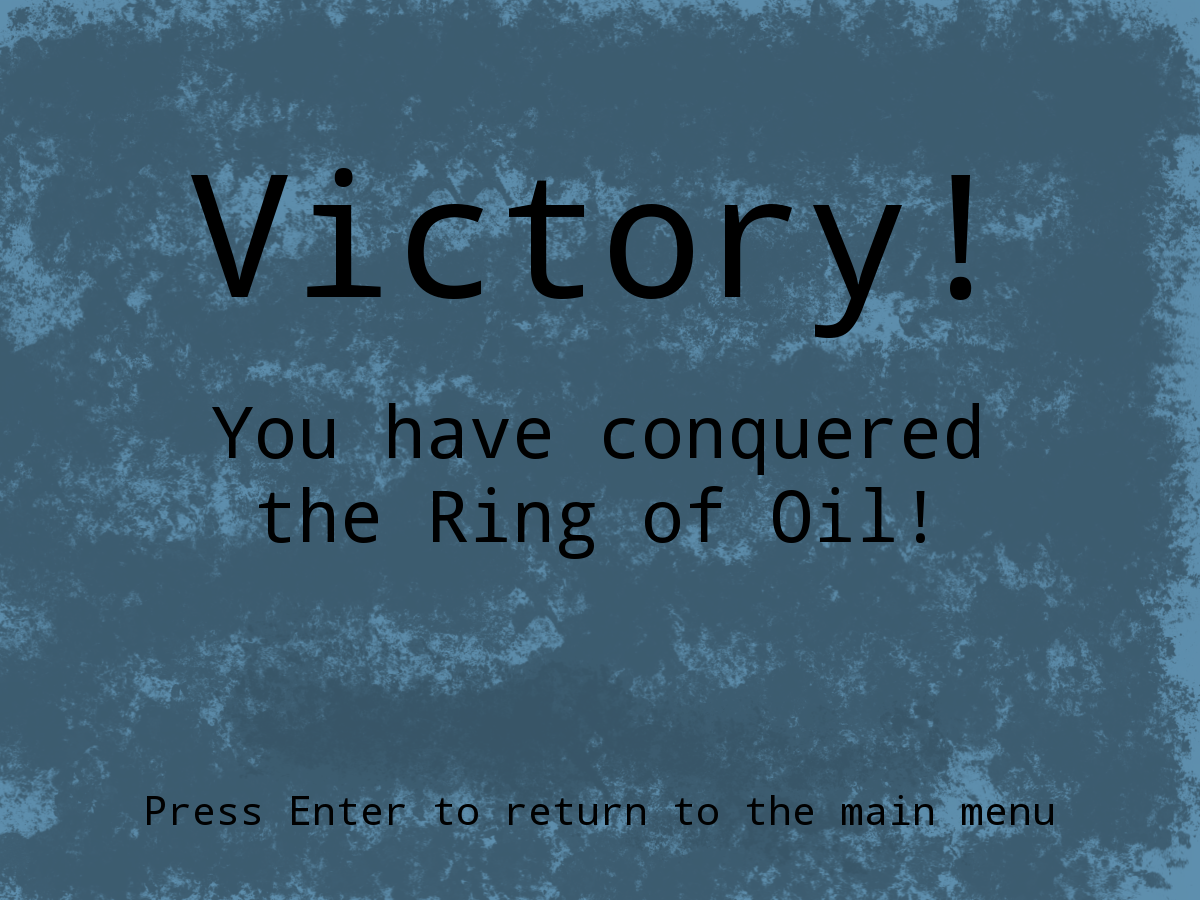 Victory!
You have conquered
the Ring of Oil!
Press Enter to return to the main menu